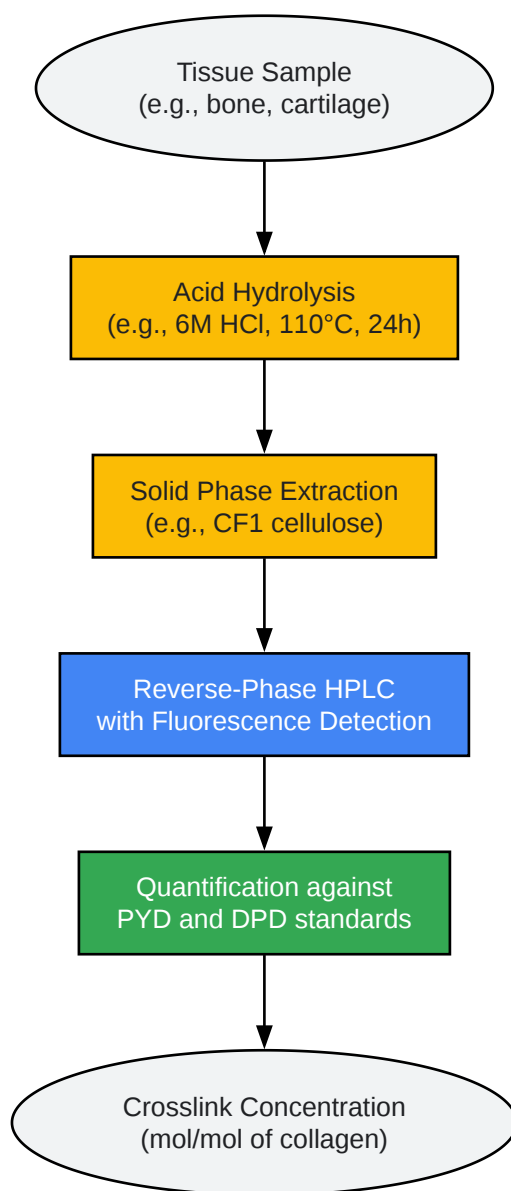 Tissue Sample
(e.g., bone, cartilage)
Acid Hydrolysis
(e.g., 6M HCl, 110°C, 24h)
Solid Phase Extraction
(e.g., CF1 cellulose)
Reverse-Phase HPLC
with Fluorescence Detection
Quantification against
PYD and DPD standards
Crosslink Concentration
(mol/mol of collagen)